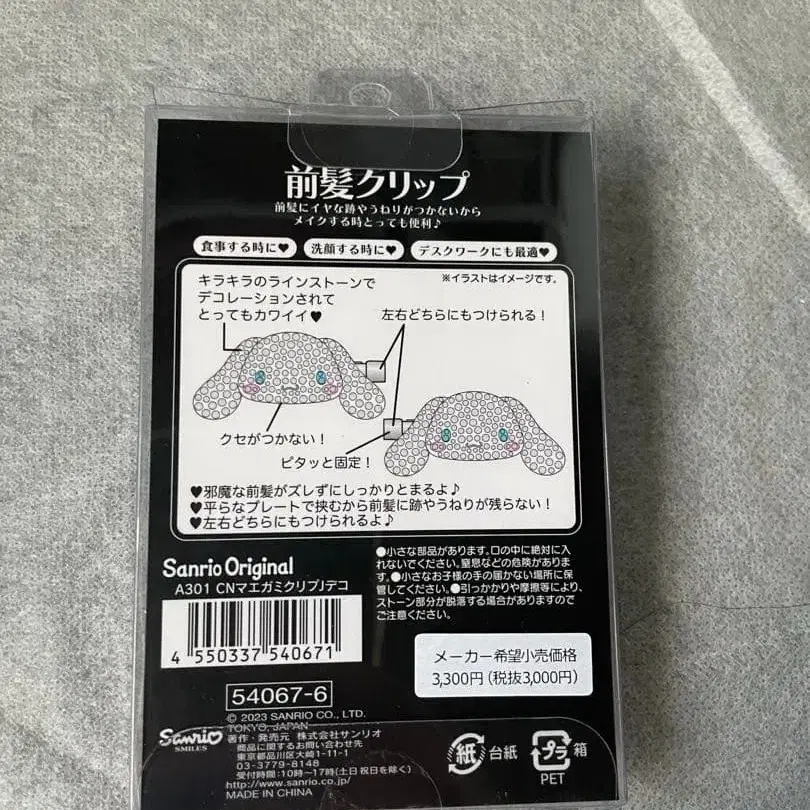 前髪クリップ
前髪にイヤな跡やうねりがつかないから
メイクする時とっても便利♪
食事する時に♥ 洗顔する時に♥ デスクワークにも最適♥
キラキラのラインストーンで
デコレーションされて
とってもカワイイ♥
※イラストはイメージです。
左右どちらにもつけられる！
クセがつかない！
ピタッと固定！
♥邪魔な前髪がズレずにしっかりとまるよ♪
♥平らなプレートで挟むから前髪に跡やうねりが残らない！
♥左右どちらにもつけられるよ♪
Sanrio Original
A301 CNマエガミクリップJデコ
4 550337 540671
●小さな部品があります。口の中に絶対に入
れないでください。窒息などの危険がありま
す。●小さなお子様の手の届かない場所に保
管してください。●引っかかりや摩擦等により、
ストーン部分が脱落する場合がありますので
ご注意ください。
メーカー希望小売価格
3,300円（税抜3,000円）
54067-6
© 2023 SANRIO CO., LTD.
TOKYO, JAPAN
著作・発売元 株式会社サンリオ
商品に関するお問い合わせ先
東京都品川区大崎1-11-1
03-3779-8148
受付時間:10時〜17時(土日祝日を除く)
http://www.sanrio.co.jp/
MADE IN CHINA
Sanrio
SMILES
紙 台紙
プラ 箱
PET